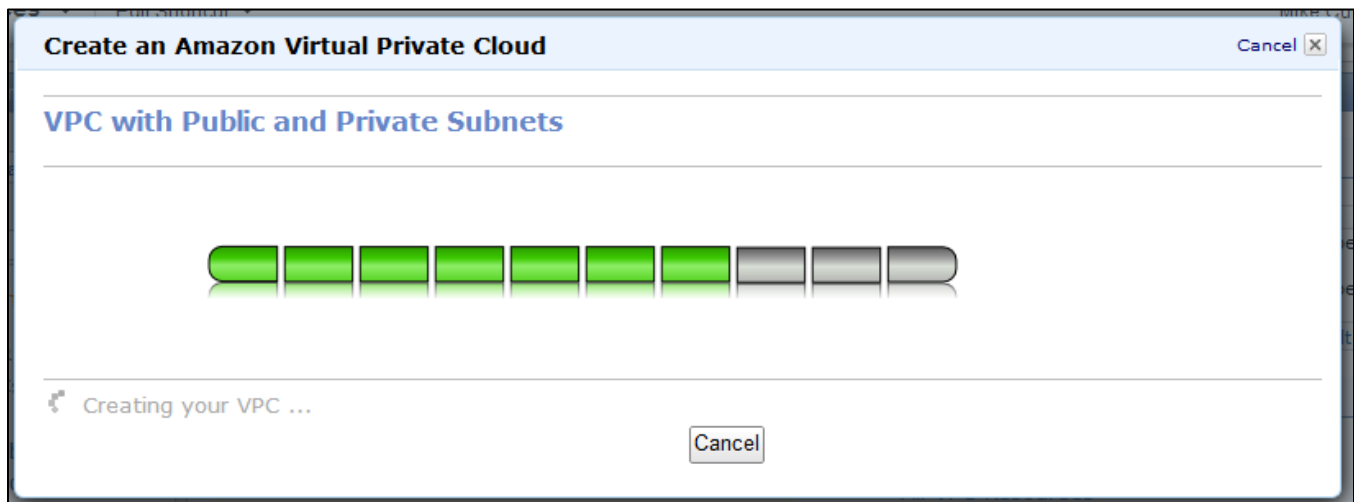 Create an Amazon Virtual Private Cloud
Cancel
VPC with Public and Private Subnets
Creating your VPC ...
Cancel